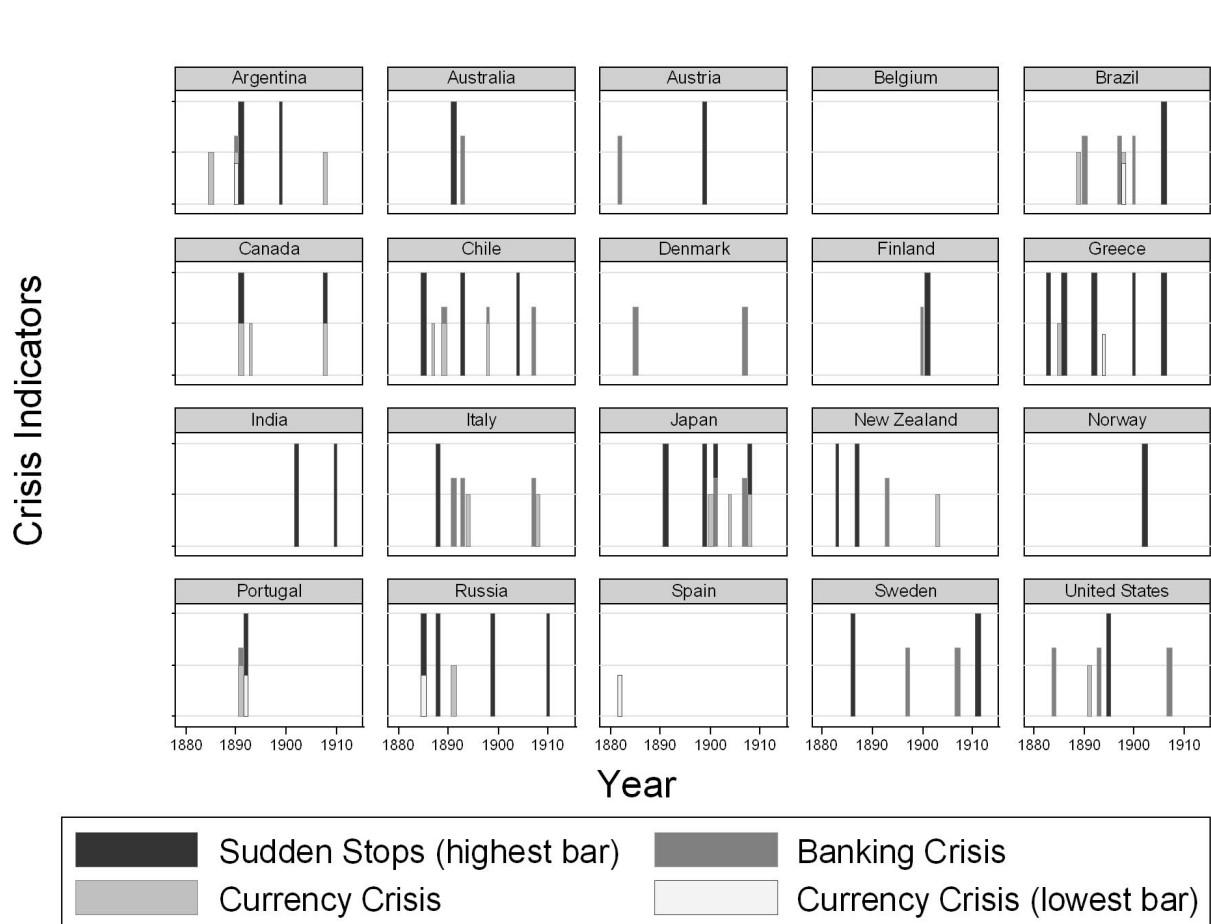 Argentina Australia Austria Belgium Brazil
Canada Chile Denmark Finland Greece
India Italy Japan New Zealand Norway
Portugal Russia Spain Sweden United States
Crisis Indicators
1880 1890 1900 1910 1880 1890 1900 1910 1880 1890 1900 1910 1880 1890 1900 1910 1880 1890 1900 1910
Year
Sudden Stops (highest bar) Banking Crisis
Currency Crisis Currency Crisis (lowest bar)